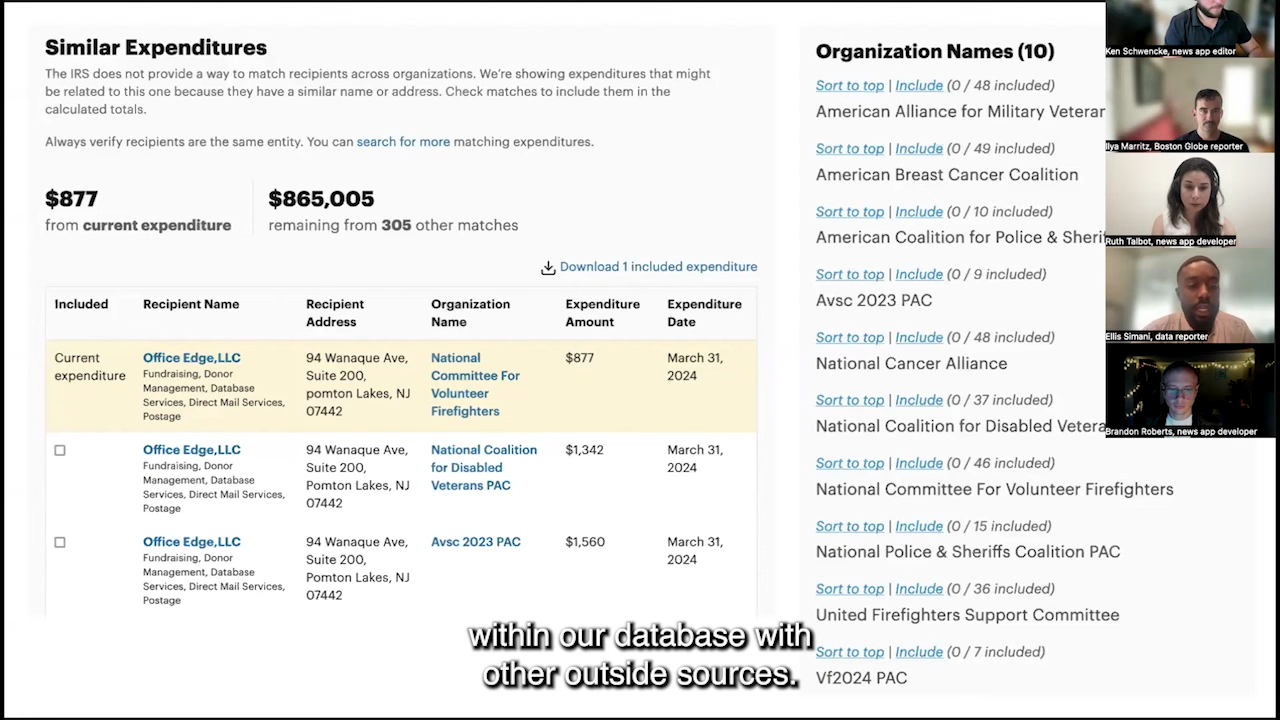 Similar Expenditures
The IRS does not provide a way to match recipients across organizations. We're showing expenditures that might
be related to this one because they have a similar name or address. Check matches to include them in the
calculated totals.
Always verify recipients are the same entity. You can search for more matching expenditures.
$877
from current expenditure
$865,005
remaining from 305 other matches
Download 1 included expenditure
Included
Recipient Name
Recipient
Address
Organization
Name
Expenditure
Amount
Expenditure
Date
Current
expenditure
Office Edge,LLC
Fundraising, Donor
Management, Database
Services, Direct Mail Services,
Postage
94 Wanaque Ave,
Suite 200,
pomton Lakes, NJ
07442
National
Committee For
Volunteer
Firefighters
$877
March 31,
2024
Office Edge,LLC
Fundraising, Donor
Management, Database
Services, Direct Mail Services,
Postage
94 Wanaque Ave,
Suite 200,
Pomton Lakes, NJ
07442
National Coalition
for Disabled
Veterans PAC
$1,342
March 31,
2024
Office Edge,LLC
Fundraising, Donor
Management, Database
Services, Direct Mail Services,
Postage
94 Wanaque Ave,
Suite 200,
Pomton Lakes, NJ
07442
Avsc 2023 PAC
$1,560
March 31,
2024
Organization Names (10)
Sort to top | Include (0 / 48 included)
American Alliance for Military Veterar
Sort to top | Include (0 / 49 included)
American Breast Cancer Coalition
Sort to top | Include (0 / 10 included)
American Coalition for Police & Sherif
Sort to top | Include (0 / 9 included)
Avsc 2023 PAC
Sort to top | Include (0 / 48 included)
National Cancer Alliance
Sort to top | Include (0 / 37 included)
National Coalition for Disabled Vetera
Sort to top | Include (0 / 46 included)
National Committee For Volunteer Firefighters
Sort to top | Include (0 / 15 included)
National Police & Sheriffs Coalition PAC
Sort to top | Include (0 / 36 included)
United Firefighters Support Committee
Sort to top | Include (0 / 7 included)
Vf2024 PAC
Ken Schwencke, news app editor
Ilya Marritz, Boston Globe reporter
Ruth Talbot, news app developer
Ellis Simani, data reporter
Brandon Roberts, news app developer
within our database with
other outside sources.